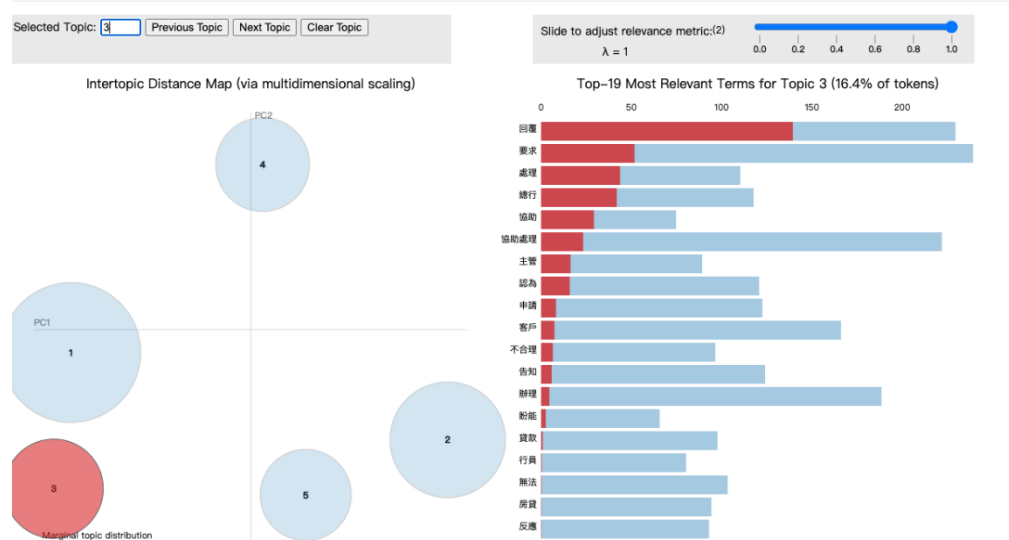 Selected Topic: 3 Previous Topic Next Topic Clear Topic
Slide to adjust relevance metric:(2)
λ = 1
0.0 0.2 0.4 0.6 0.8 1.0
Intertopic Distance Map (via multidimensional scaling)
PC2
4
PC1
1
2
3
5
Marginal topic distribution
Top-19 Most Relevant Terms for Topic 3 (16.4% of tokens)
0 50 100 150 200
回覆
要求
處理
總行
協助
協助處理
主管
認為
申請
客戶
不合理
告知
辦理
盼能
貸款
行員
無法
房貸
反應